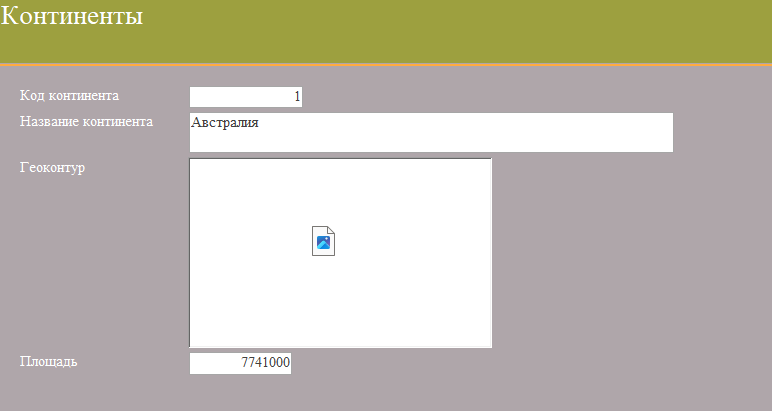 Континенты
Код континента 1
Название континента Австралия
Геоконтур
Площадь 7741000